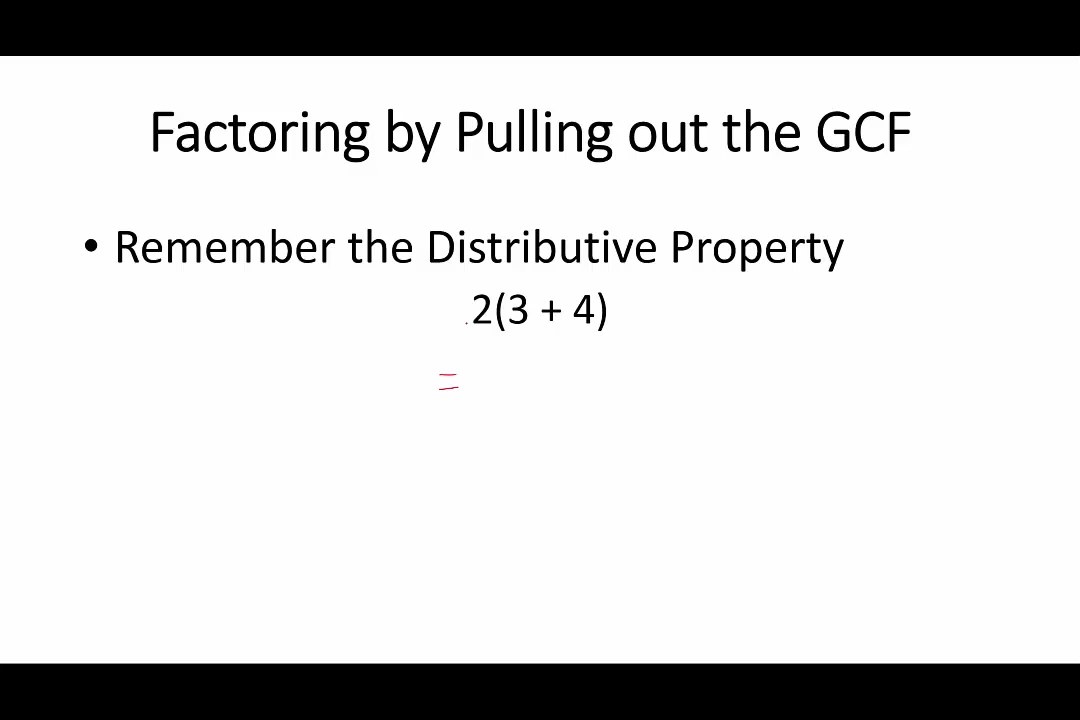 Factoring by Pulling out the GCF
• Remember the Distributive Property
2(3 + 4)
=